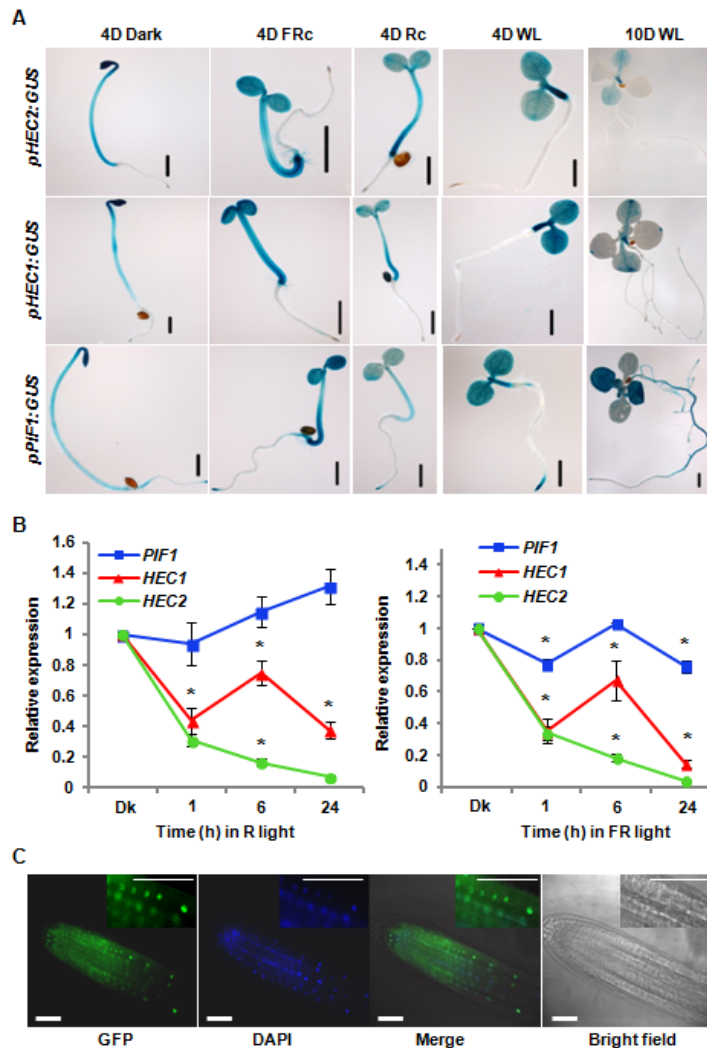 A
4D Dark 4D FRc 4D Rc 4D WL 10D WL
pHEC2:GUS
pHEC1:GUS
pPIF1:GUS
B
Relative expression
1.6
1.4
1.2
1
0.8
0.6
0.4
0.2
0
PIF1
HEC1
HEC2
*
*
*
*
Dk 1 6 24
Time (h) in R light
Relative expression
1.4
1.2
1
0.8
0.6
0.4
0.2
0
PIF1
HEC1
HEC2
*
*
*
*
*
*
*
Dk 1 6 24
Time (h) in FR light
C
GFP DAPI Merge Bright field